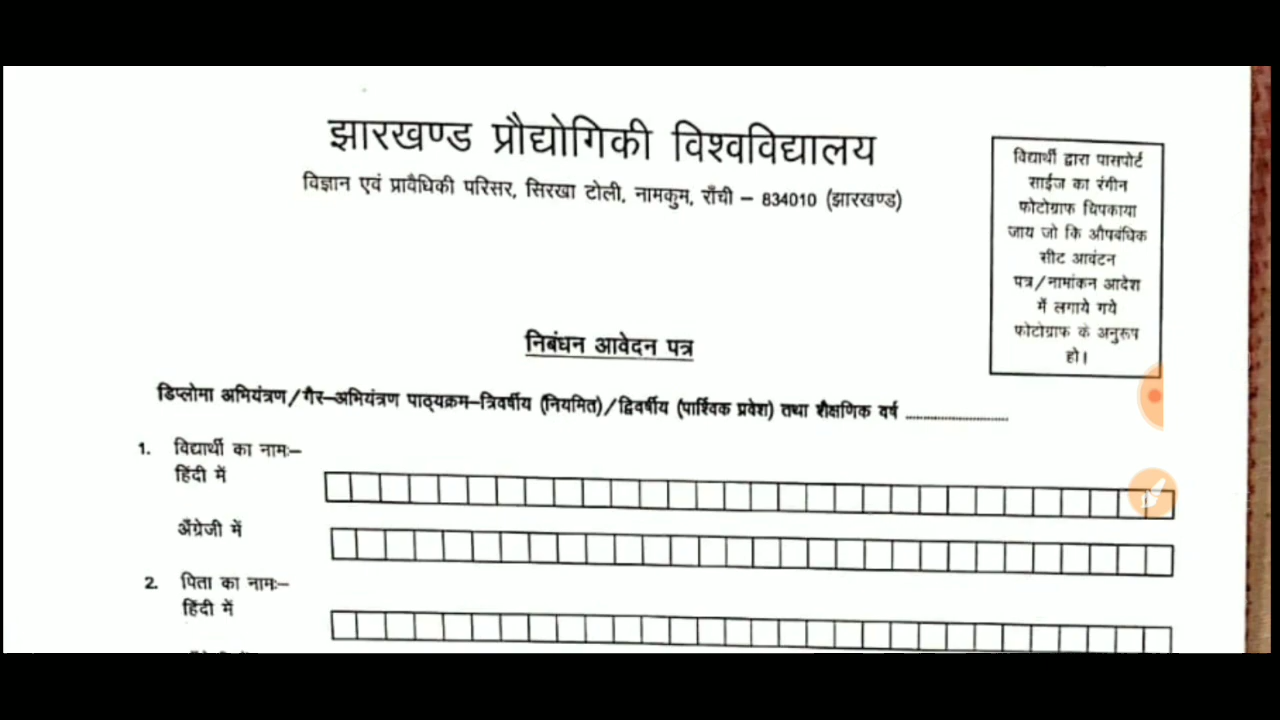 झारखण्ड प्रौद्योगिकी विश्वविद्यालय
विज्ञान एवं प्रावैधिकी परिसर, सिरखा टोली, नामकुम, राँची – 834010 (झारखण्ड)
विद्यार्थी द्वारा पासपोर्ट
साईज का रंगीन
फोटोग्राफ चिपकाया
जाय जो कि औपबंधिक
सीट आवंटन
पत्र/नामांकन आदेश
में लगाये गये
फोटोग्राफ के अनुरूप
हो।
निबंधन आवेदन पत्र
डिप्लोमा अभियंत्रण/गैर–अभियंत्रण पाठ्यक्रम–त्रिवर्षीय (नियमित)/द्विवर्षीय (पार्श्विक प्रवेश) तथा शैक्षणिक वर्ष ..............................
1. विद्यार्थी का नामः–
हिंदी में
अँग्रेजी में
2. पिता का नामः–
हिंदी में